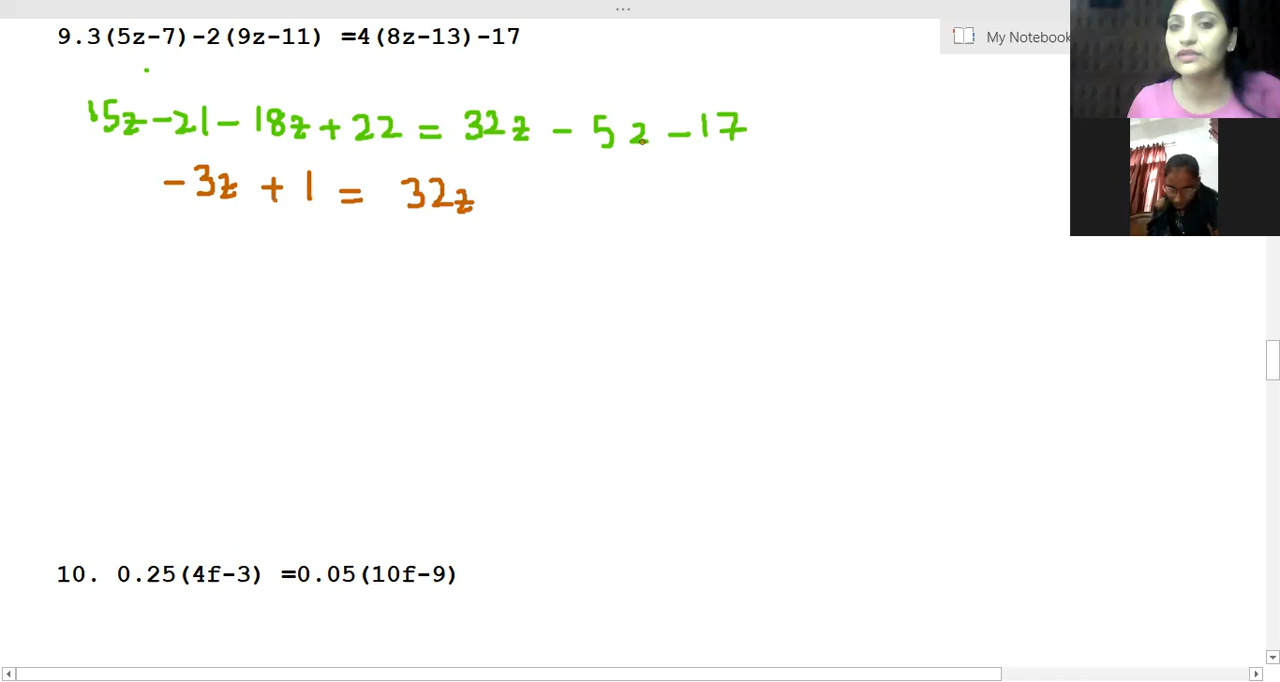 ...
9.3(5z-7)-2(9z-11) =4(8z-13)-17
My Notebook
15z - 21 - 18z + 22 = 32z - 52 - 17
-3z + 1 = 32z
10. 0.25(4f-3) =0.05(10f-9)